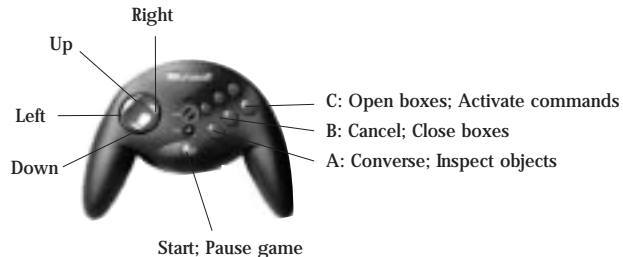 Right
Up
Left
Down
C: Open boxes; Activate commands
B: Cancel; Close boxes
A: Converse; Inspect objects
Start; Pause game